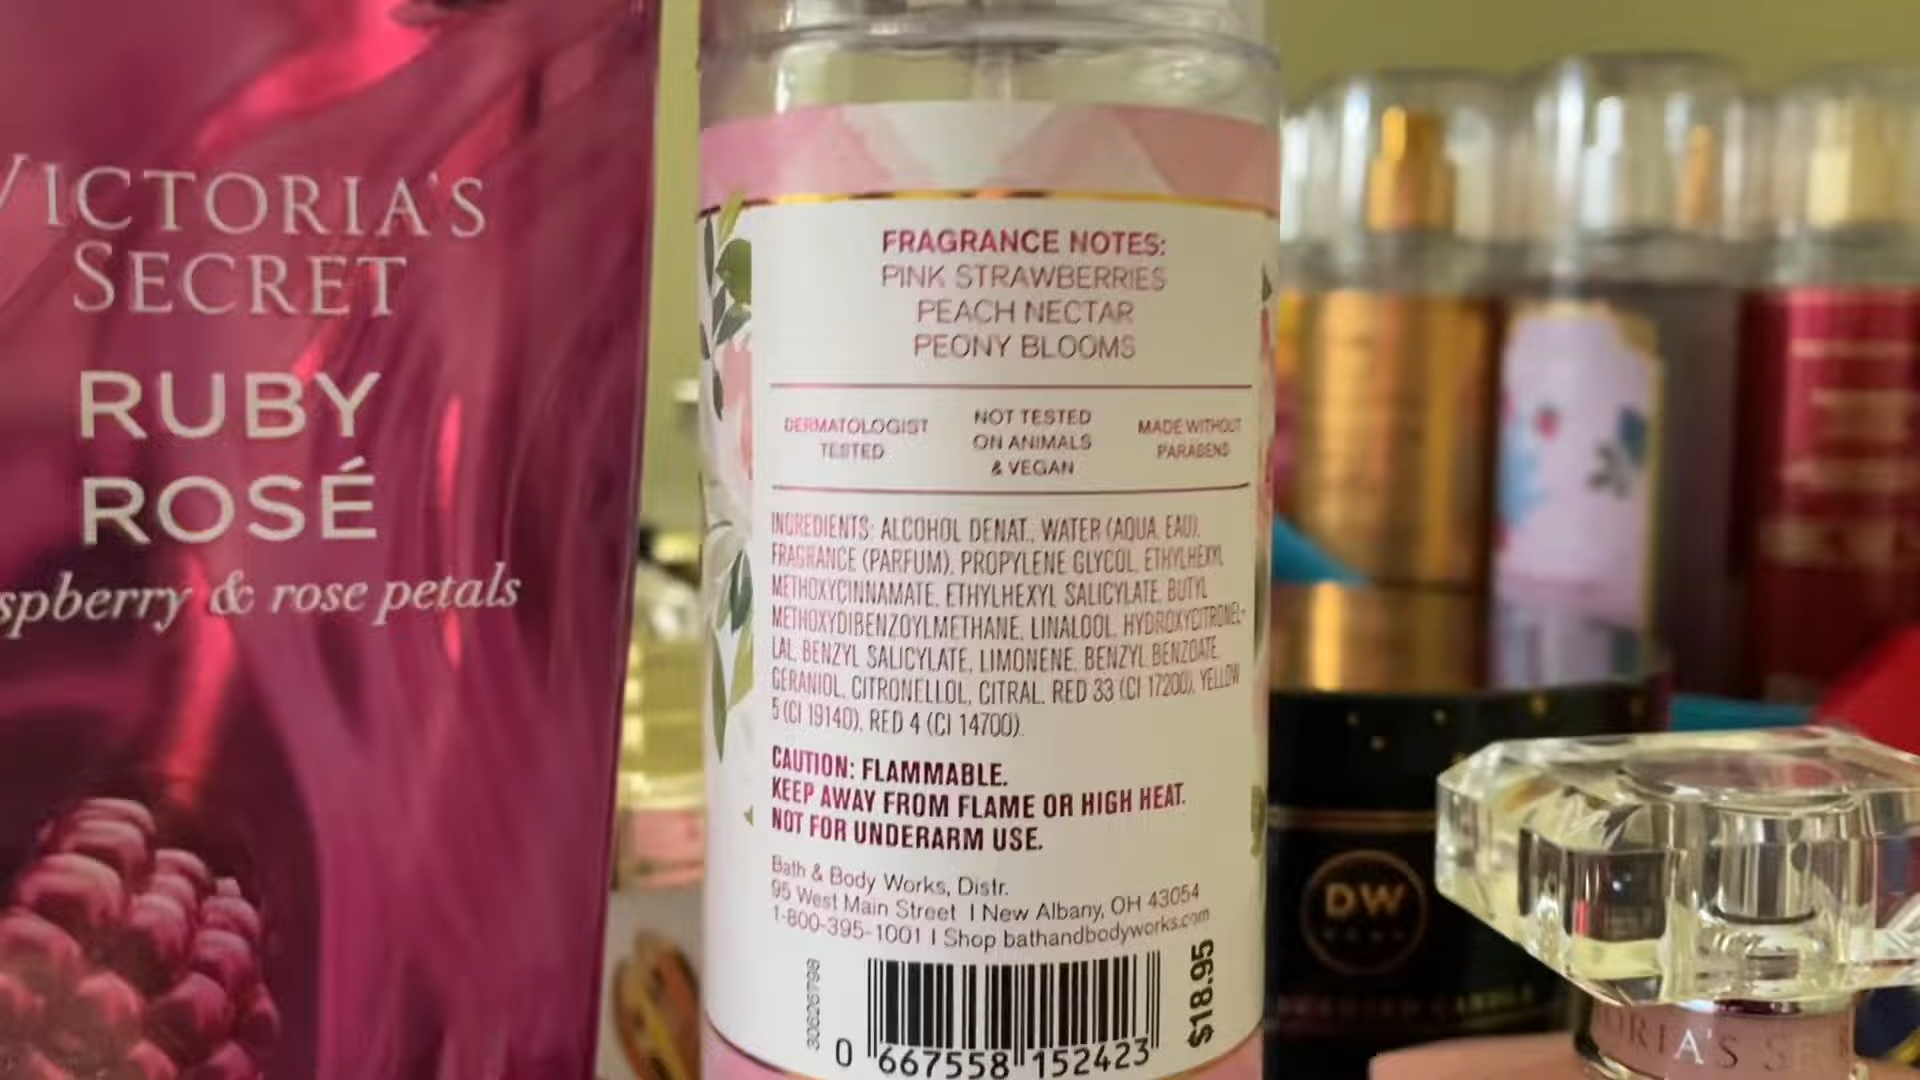 VICTORIA'S
SECRET
RUBY
ROSÉ
rose petals
FRAGRANCE NOTES:
PINK STRAWBERRIES
PEACH NECTAR
PEONY BLOOMS
DERMATOLOGIST
TESTED
NOT TESTED
ON ANIMALS
& VEGAN
MADE WITHOUT
PARABENS
INGREDIENTS: ALCOHOL DENAT., WATER (AQUA, EAU),
FRAGRANCE (PARFUM), PROPYLENE GLYCOL, ETHYLHEXYL
METHOXYCINNAMATE, ETHYLHEXYL SALICYLATE, BUTYL
METHOXYDIBENZOYLMETHANE, LINALOOL, HYDROXYCITRONEL-
LAL, BENZYL SALICYLATE, LIMONENE, BENZYL BENZOATE,
GERANIOL, CITRONELLOL, CITRAL, RED 33 (CI 17200), YELLOW
5 (CI 19140), RED 4 (CI 14700).
CAUTION: FLAMMABLE.
KEEP AWAY FROM FLAME OR HIGH HEAT.
NOT FOR UNDERARM USE.
Bath & Body Works, Distr.
95 West Main Street | New Albany, OH 43054
1-800-395-1001 | Shop bathandbodyworks.com
30626798
$18.95
0 667558 152423
DW